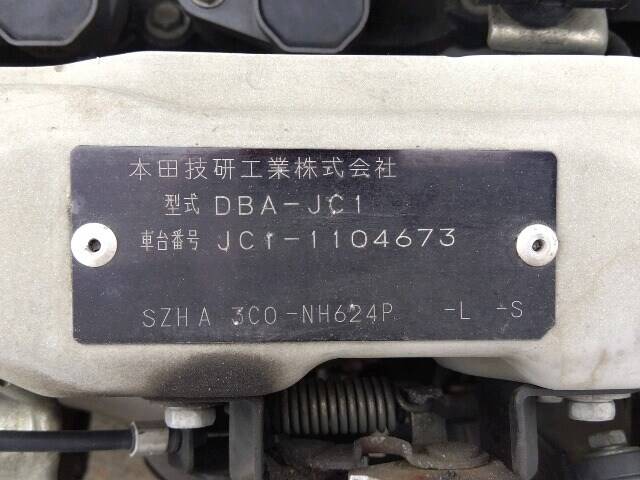 本田技研工業株式会社
型式 DBA-JC1
車台番号 JC1-1104673
SZHA 3C0-NH624P -L -S